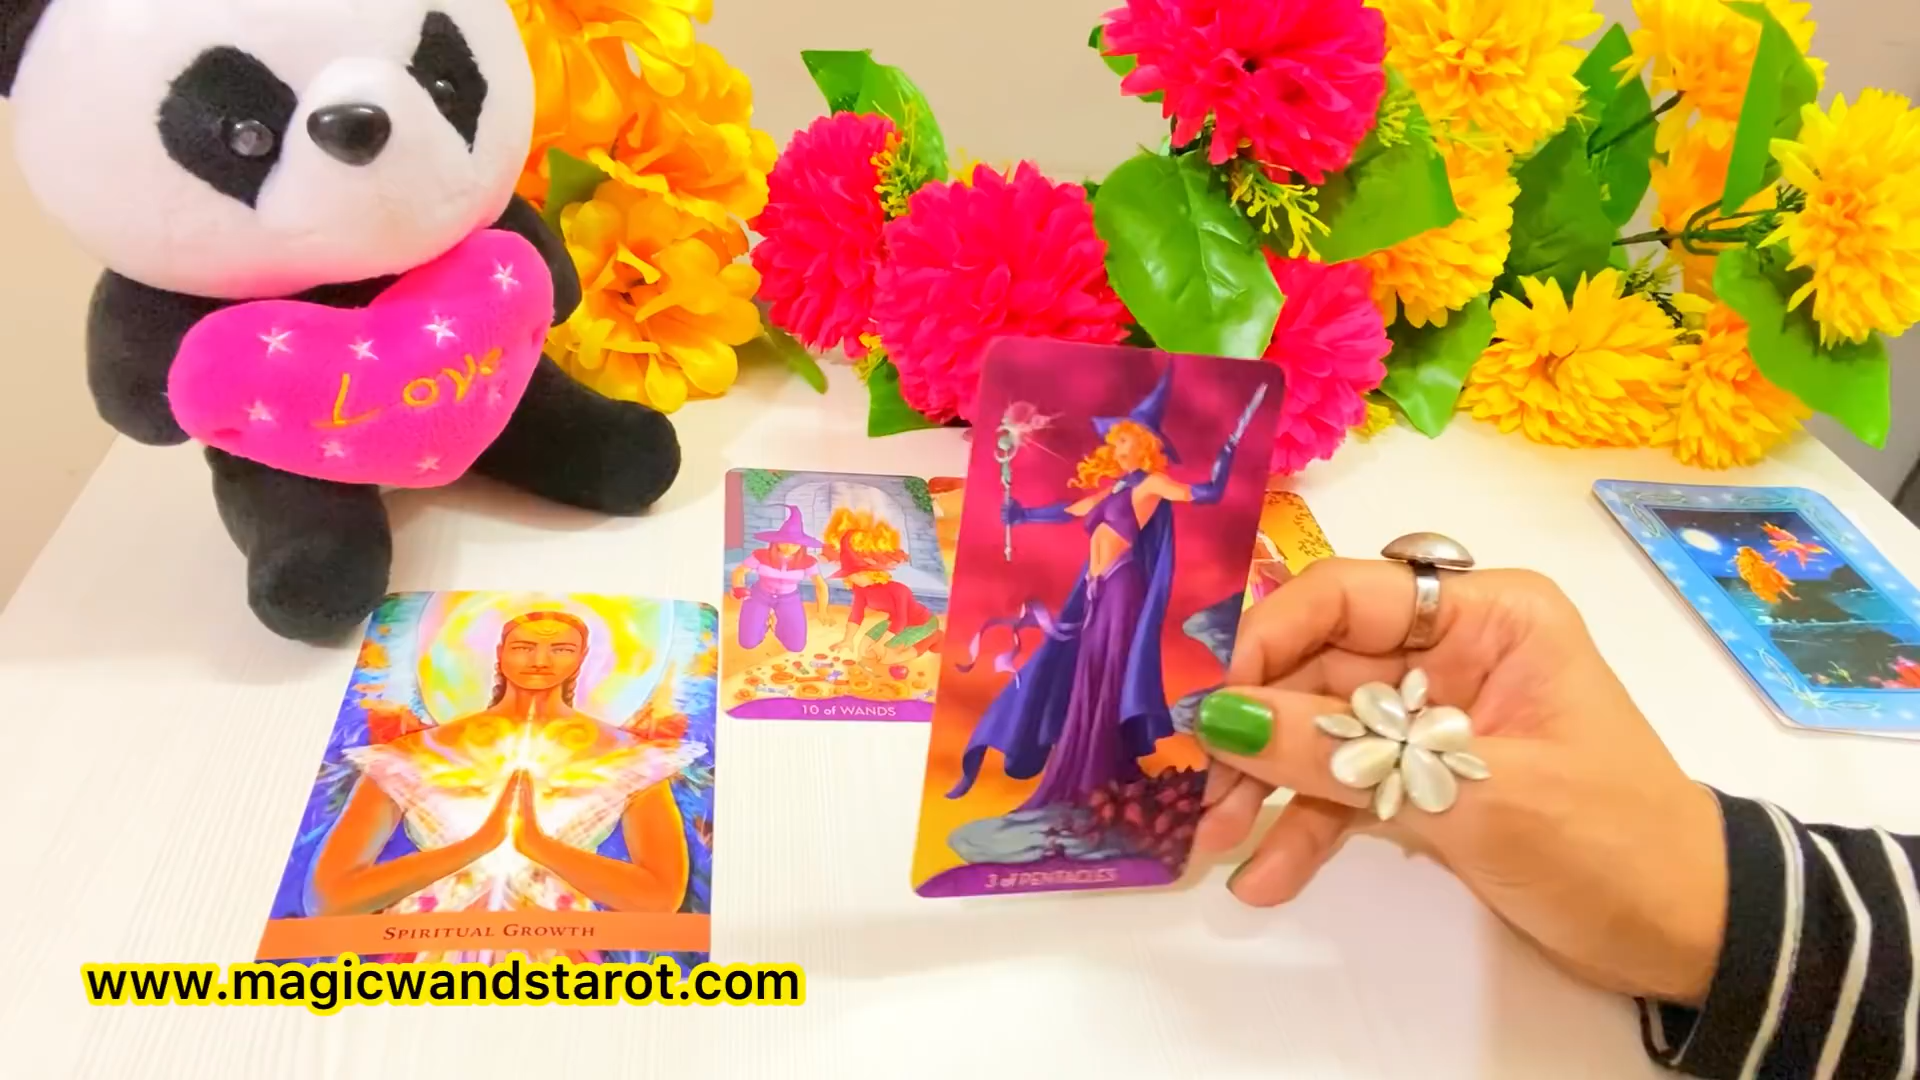 Love
10 of WANDS
3 of PENTACLES
SPIRITUAL GROWTH
www.magicwandstarot.com